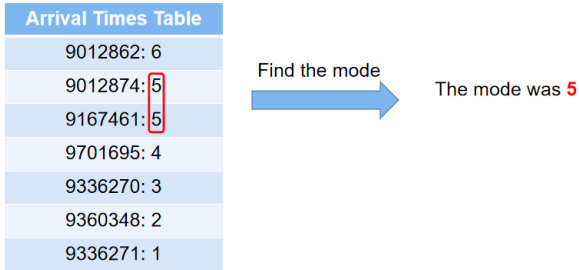 Arrival Times Table
9012862: 6
9012874: 5
9167461: 5
9701695: 4
9336270: 3
9360348: 2
9336271: 1
Find the mode
The mode was 5